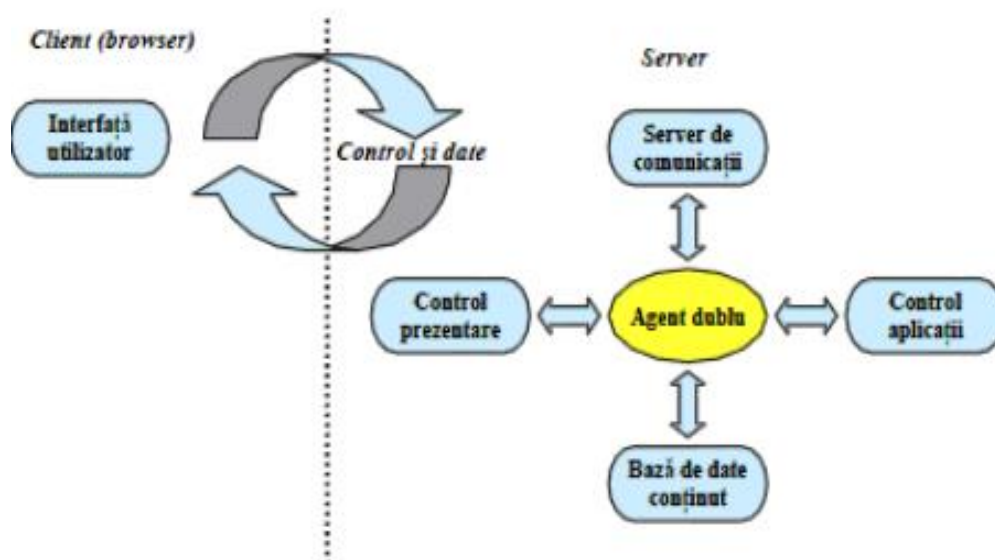 Client (browser)
Server
Interfață
utilizator
Control și date
Server de
comunicații
Control
prezentare
Agent dublu
Control
aplicații
Bază de date
conținut